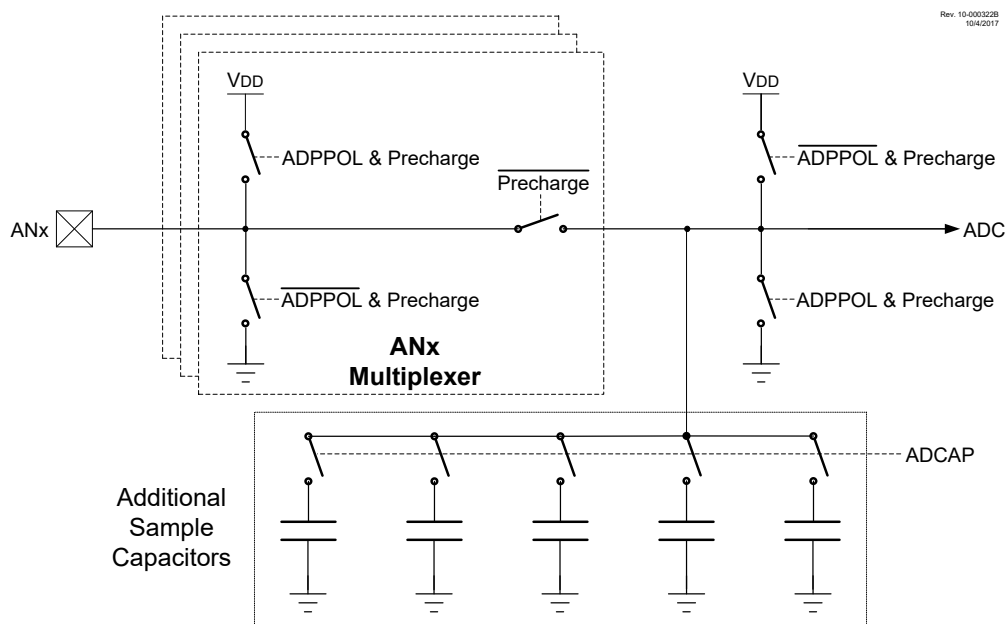 Rev. 10-000322B
10/4/2017
VDD
VDD
ADPPOL & Precharge
ADPPOL & Precharge
Precharge
ANx
ADC
ADPPOL & Precharge
ADPPOL & Precharge
ANx
Multiplexer
ADCAP
Additional
Sample
Capacitors